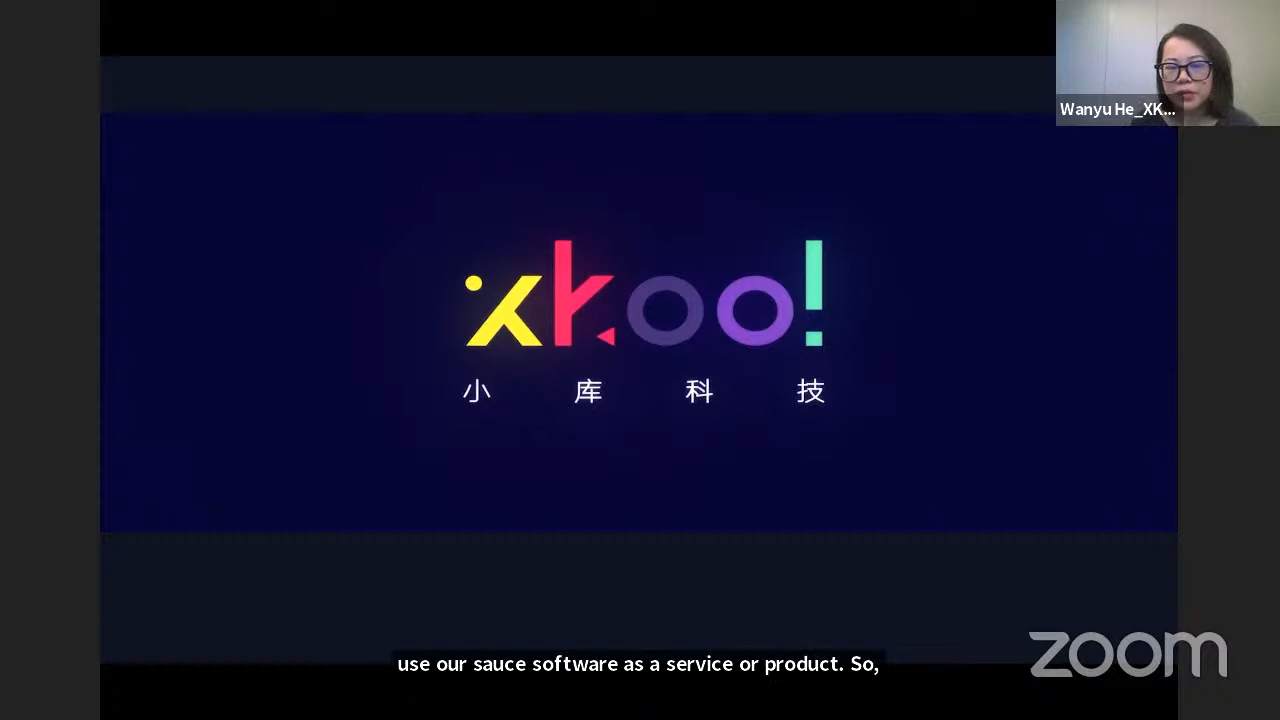 Wanyu He_XK...
xkool
小库科技
use our sauce software as a service or product. So,
zoom